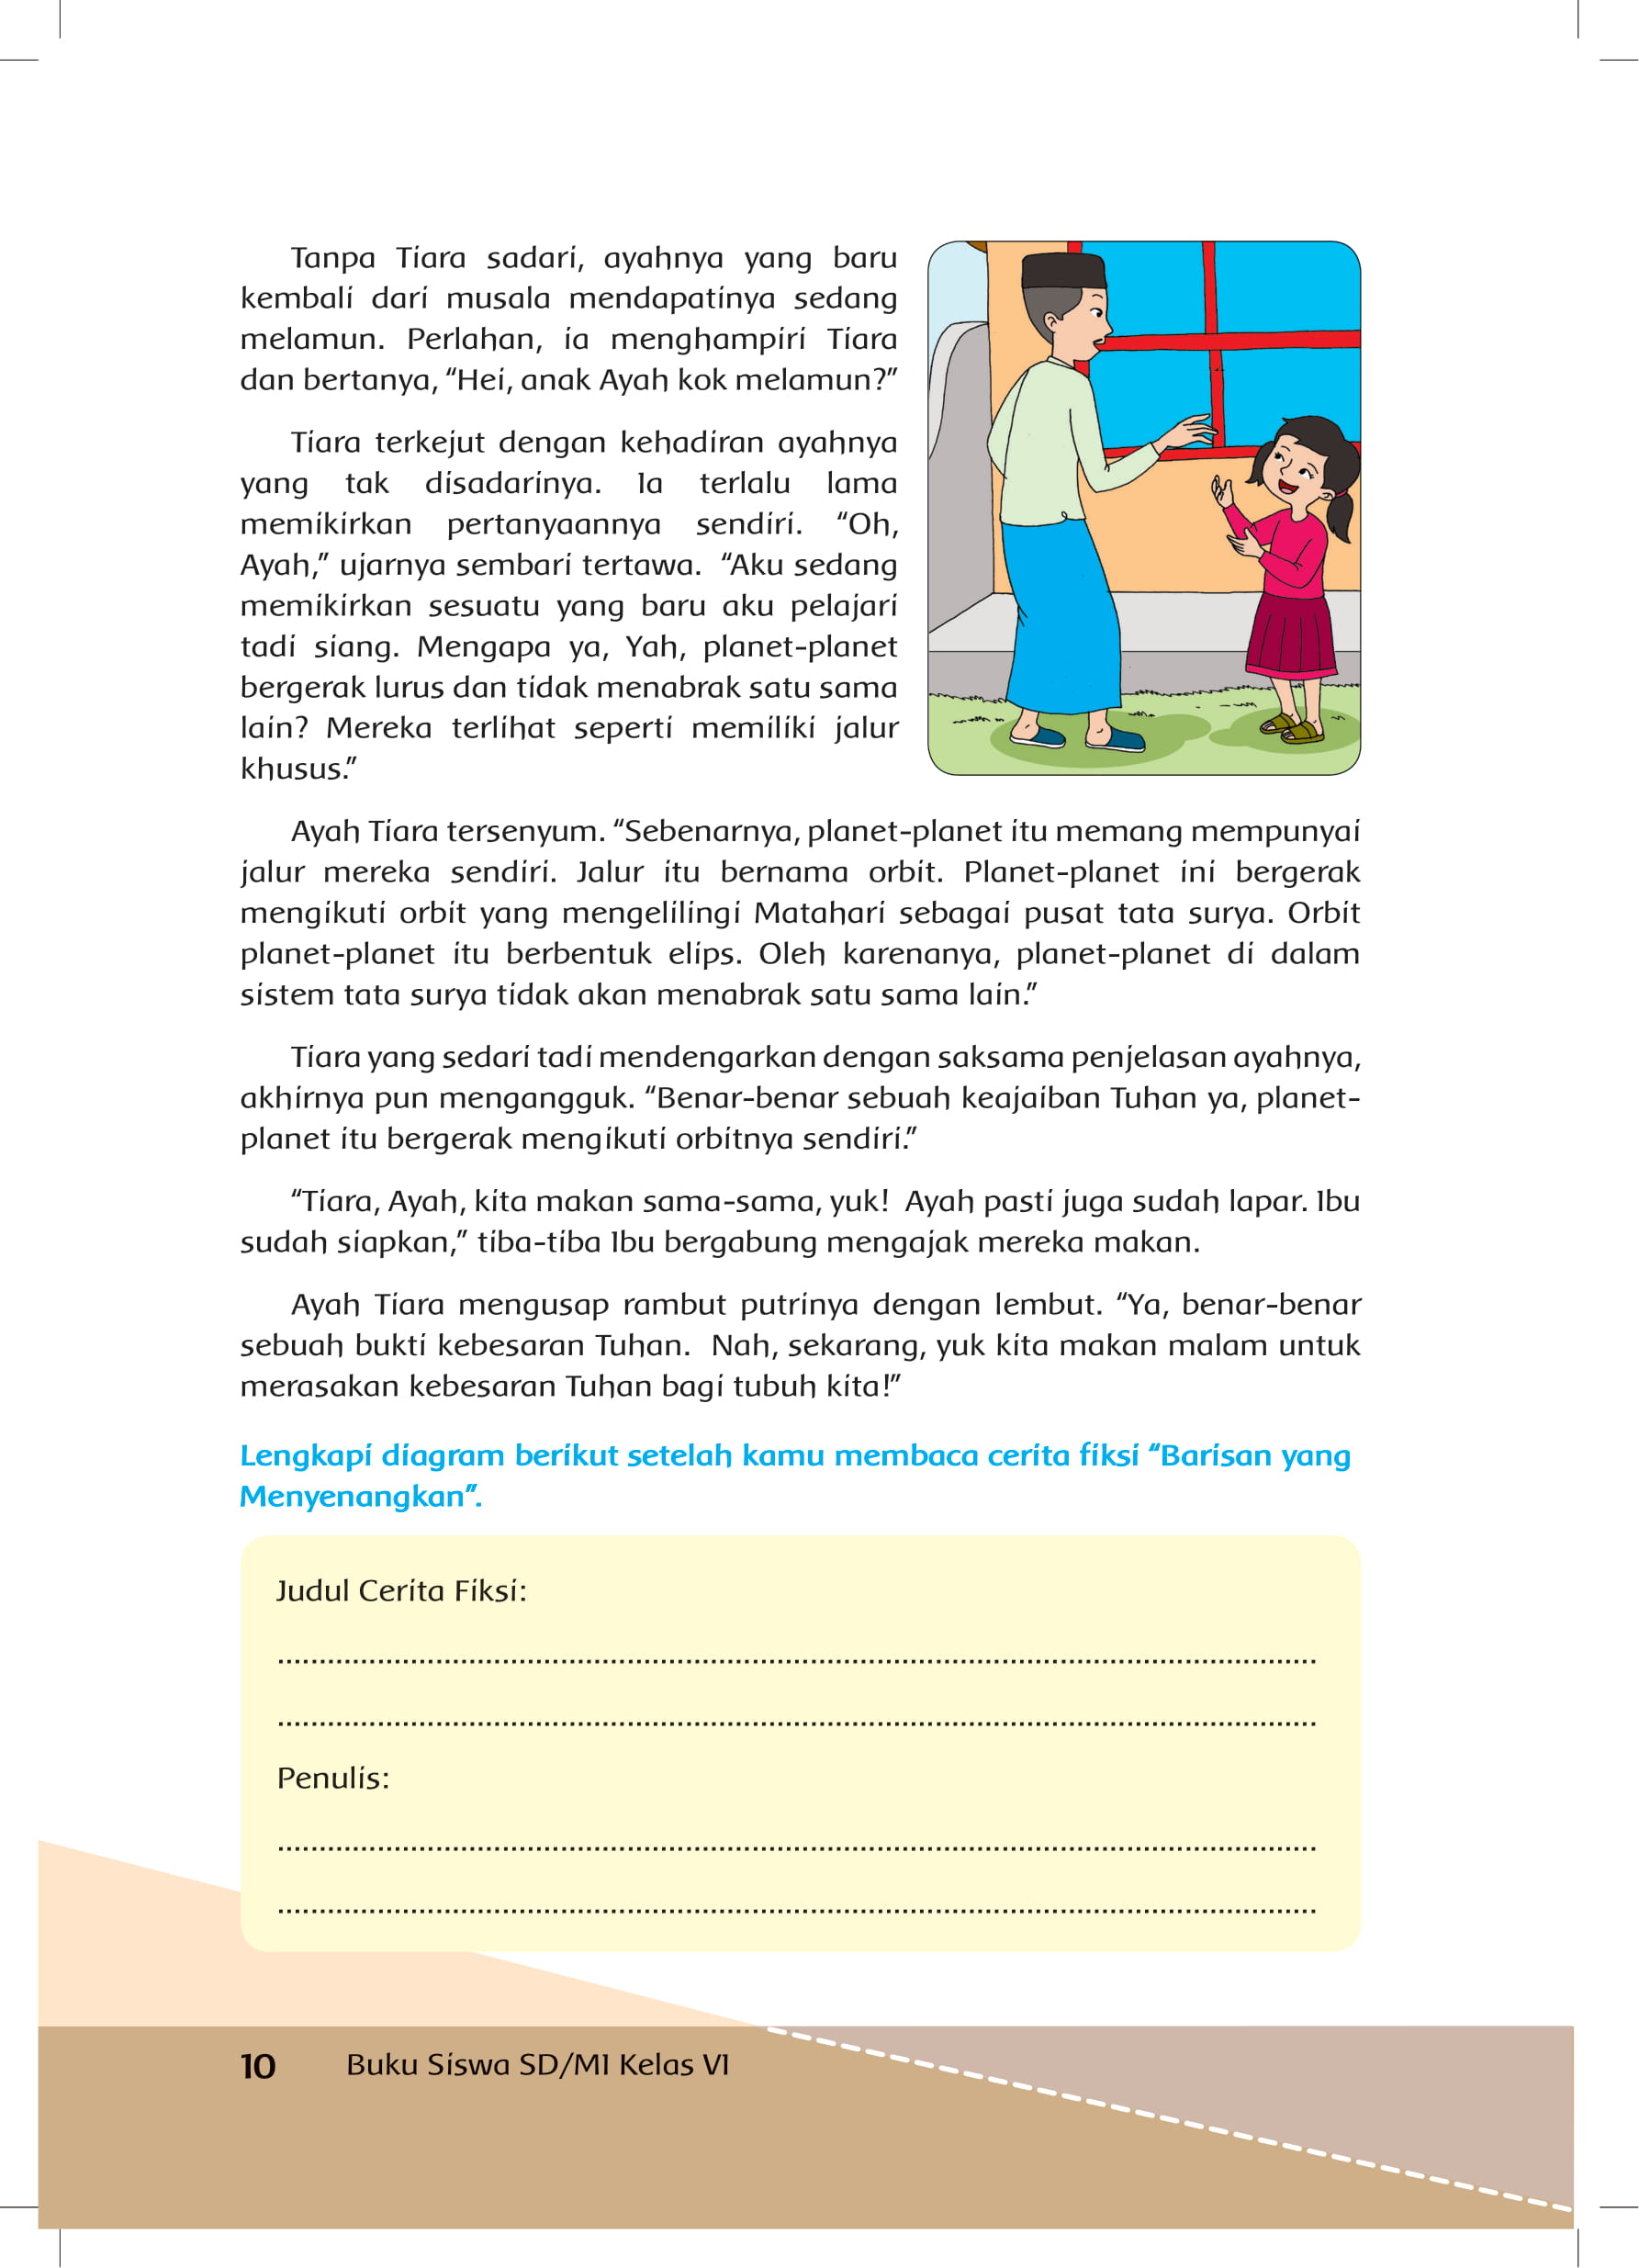 Tanpa Tiara sadari, ayahnya yang baru
kembali dari musala mendapatinya sedang
melamun. Perlahan, ia menghampiri Tiara
dan bertanya, “Hei, anak Ayah kok melamun?”
Tiara terkejut dengan kehadiran ayahnya
yang tak disadarinya. Ia terlalu lama
memikirkan pertanyaannya sendiri. “Oh,
Ayah,” ujarnya sembari tertawa. “Aku sedang
memikirkan sesuatu yang baru aku pelajari
tadi siang. Mengapa ya, Yah, planet-planet
bergerak lurus dan tidak menabrak satu sama
lain? Mereka terlihat seperti memiliki jalur
khusus.”
Ayah Tiara tersenyum. “Sebenarnya, planet-planet itu memang mempunyai
jalur mereka sendiri. Jalur itu bernama orbit. Planet-planet ini bergerak
mengikuti orbit yang mengelilingi Matahari sebagai pusat tata surya. Orbit
planet-planet itu berbentuk elips. Oleh karenanya, planet-planet di dalam
sistem tata surya tidak akan menabrak satu sama lain.”
Tiara yang sedari tadi mendengarkan dengan saksama penjelasan ayahnya,
akhirnya pun mengangguk. “Benar-benar sebuah keajaiban Tuhan ya, planet-
planet itu bergerak mengikuti orbitnya sendiri.”
“Tiara, Ayah, kita makan sama-sama, yuk! Ayah pasti juga sudah lapar. Ibu
sudah siapkan,” tiba-tiba Ibu bergabung mengajak mereka makan.
Ayah Tiara mengusap rambut putrinya dengan lembut. “Ya, benar-benar
sebuah bukti kebesaran Tuhan. Nah, sekarang, yuk kita makan malam untuk
merasakan kebesaran Tuhan bagi tubuh kita!”
Lengkapi diagram berikut setelah kamu membaca cerita fiksi “Barisan yang
Menyenangkan”.
Judul Cerita Fiksi:
Penulis:
10 Buku Siswa SD/MI Kelas VI